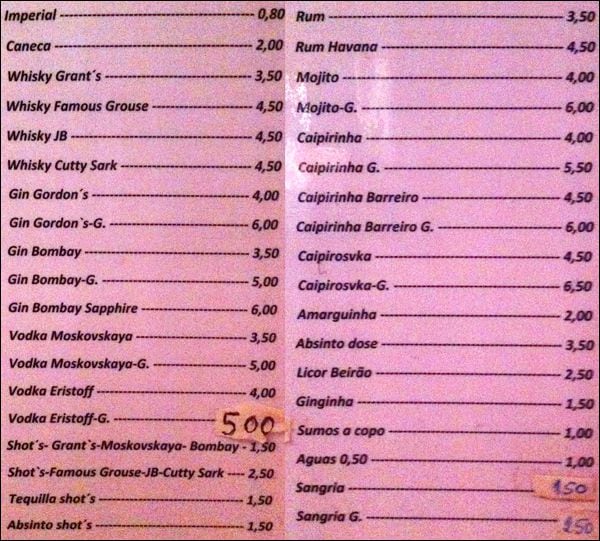 Imperial ---- 0,80
Caneca ---- 2,00
Whisky Grant´s ---- 3,50
Whisky Famous Grouse ---- 4,50
Whisky JB ---- 4,50
Whisky Cutty Sark ---- 4,50
Gin Gordon´s ---- 4,00
Gin Gordon`s-G. ---- 6,00
Gin Bombay ---- 3,50
Gin Bombay-G. ---- 5,00
Gin Bombay Sapphire ---- 6,00
Vodka Moskovskaya ---- 3,50
Vodka Moskovskaya-G. ---- 5,00
Vodka Eristoff ---- 4,00
Vodka Eristoff-G. ---- 500
Shot´s- Grant`s-Moskovskaya- Bombay - 1,50
Shot`s-Famous Grouse-JB-Cutty Sark ---- 2,50
Tequilla shot´s ---- 1,50
Absinto shot´s ---- 1,50
Rum ---- 3,50
Rum Havana ---- 4,50
Mojito ---- 4,00
Mojito-G. ---- 6,00
Caipirinha ---- 4,00
Caipirinha G. ---- 5,50
Caipirinha Barreiro ---- 4,50
Caipirinha Barreiro G. ---- 6,00
Caipirosvka ---- 4,50
Caipirosvka-G. ---- 6,50
Amarguinha ---- 2,00
Absinto dose ---- 3,50
Licor Beirão ---- 2,50
Ginginha ---- 1,50
Sumos a copo ---- 1,00
Aguas 0,50 ---- 1,00
Sangria ---- 150
Sangria G. ----